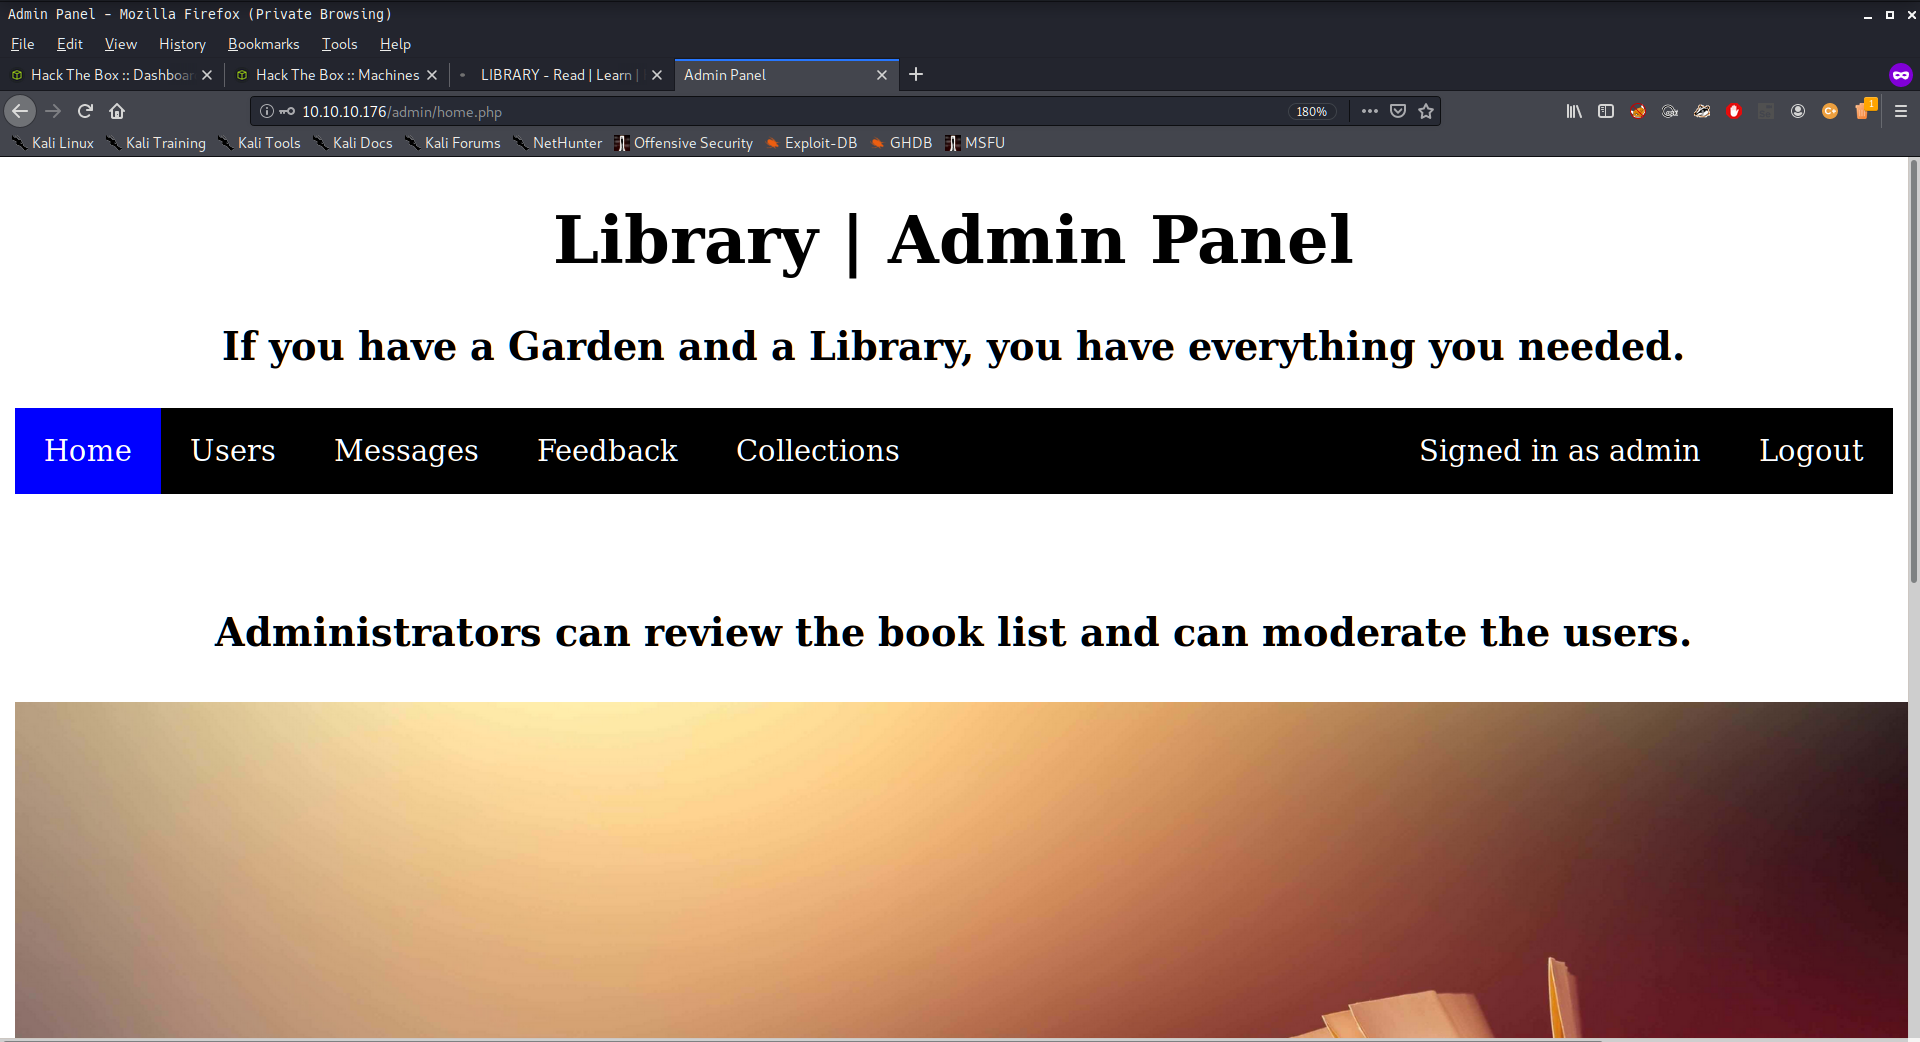 Admin Panel - Mozilla Firefox (Private Browsing)
File Edit View History Bookmarks Tools Help
Hack The Box :: Dashboar Hack The Box :: Machines LIBRARY - Read | Learn | Admin Panel
10.10.10.176/admin/home.php 180% 1
Kali Linux Kali Training Kali Tools Kali Docs Kali Forums NetHunter Offensive Security Exploit-DB GHDB MSFU
Library | Admin Panel
If you have a Garden and a Library, you have everything you needed.
Home Users Messages Feedback Collections Signed in as admin Logout
Administrators can review the book list and can moderate the users.